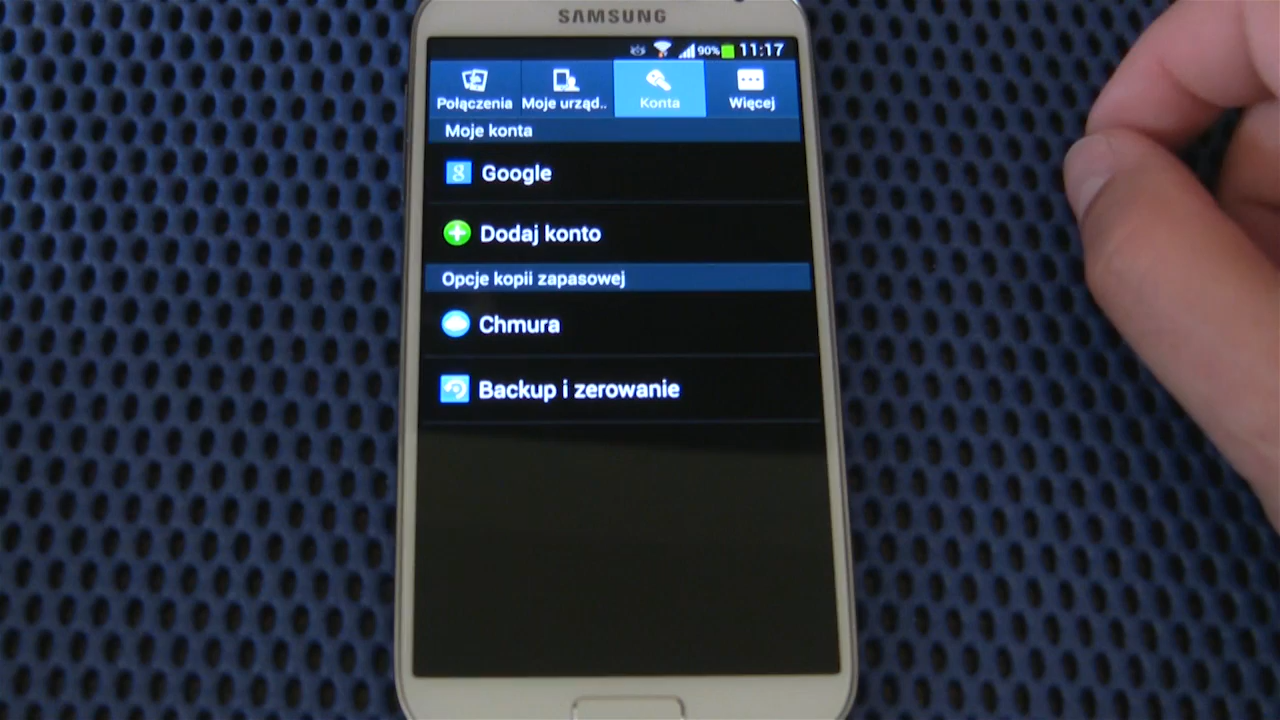 SAMSUNG
90% 11:17
Połączenia Moje urząd.. Konta Więcej
Moje konta
Google
Dodaj konto
Opcje kopii zapasowej
Chmura
Backup i zerowanie